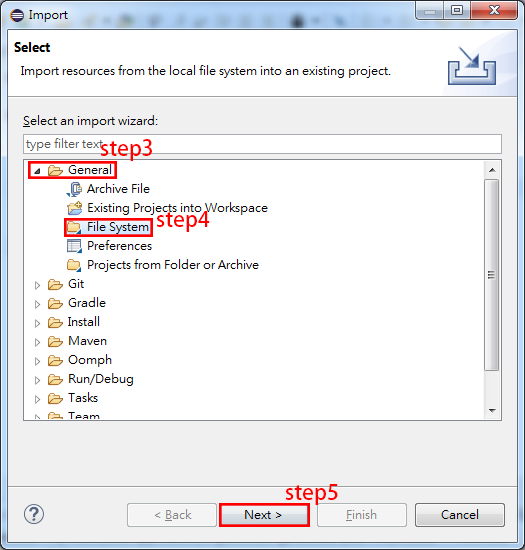 Import
Select
Import resources from the local file system into an existing project.
Select an import wizard:
type filter text
step3
General
Archive File
Existing Projects into Workspace
step4
File System
Preferences
Projects from Folder or Archive
Git
Gradle
Install
Maven
Oomph
Run/Debug
Tasks
Team
step5
< Back
Next >
Finish
Cancel